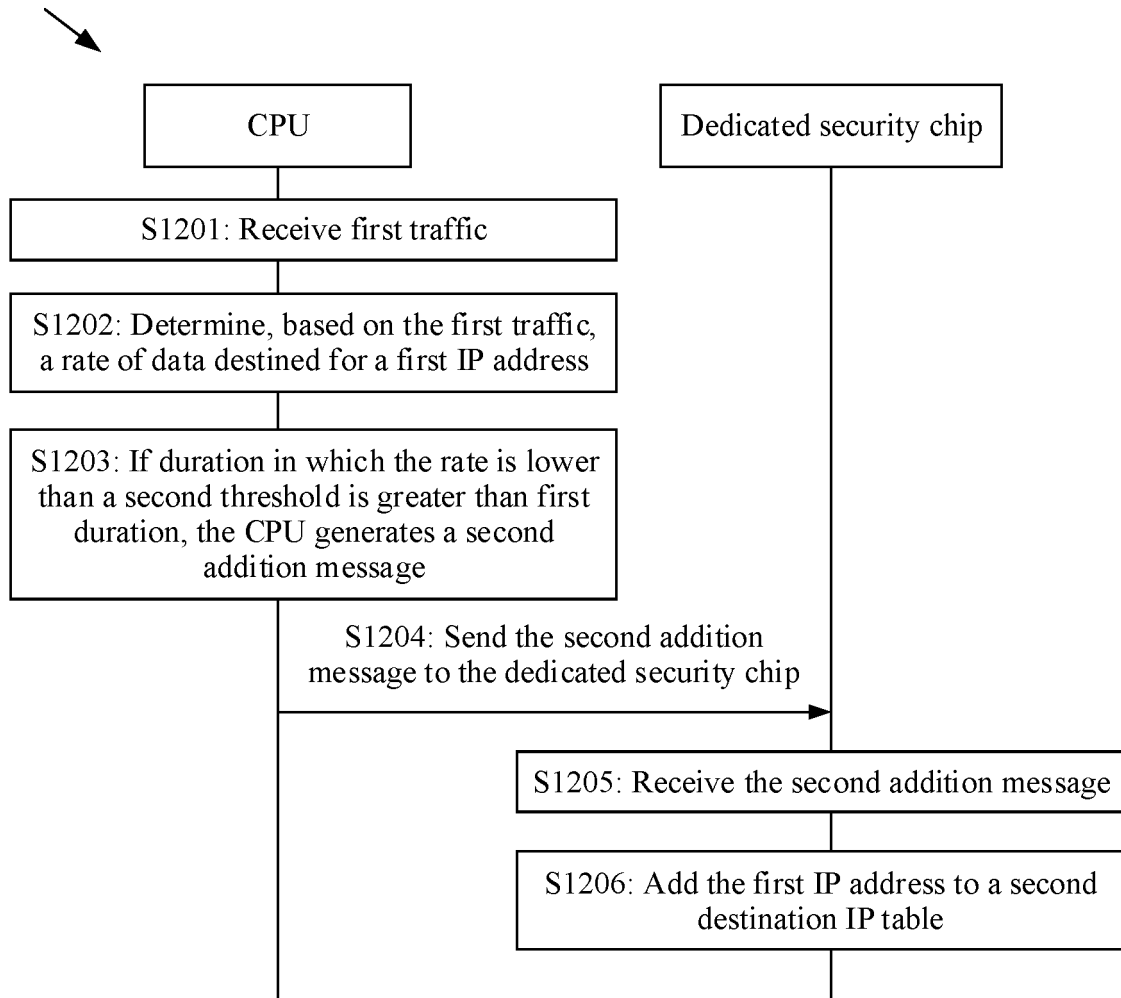 CPU
Dedicated security chip
S1201: Receive first traffic
S1202: Determine, based on the first traffic,
a rate of data destined for a first IP address
S1203: If duration in which the rate is lower
than a second threshold is greater than first
duration, the CPU generates a second
addition message
S1204: Send the second addition
message to the dedicated security chip
S1205: Receive the second addition message
S1206: Add the first IP address to a second
destination IP table